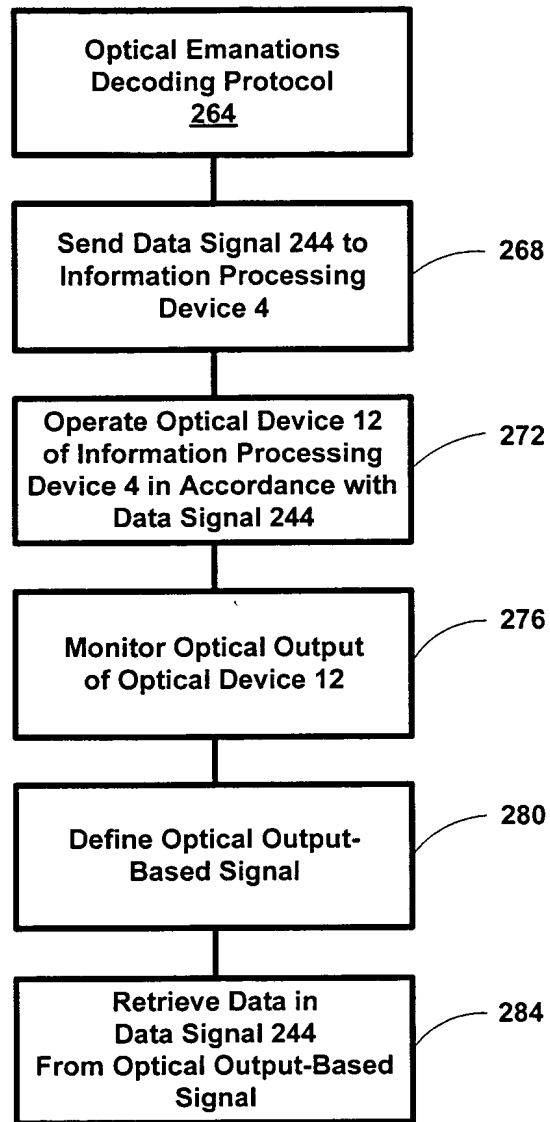 Optical Emanations
Decoding Protocol
264
Send Data Signal 244 to
Information Processing
Device 4
268
Operate Optical Device 12
of Information Processing
Device 4 in Accordance with
Data Signal 244
272
Monitor Optical Output
of Optical Device 12
276
Define Optical Output-
Based Signal
280
Retrieve Data in
Data Signal 244
From Optical Output-Based
Signal
284